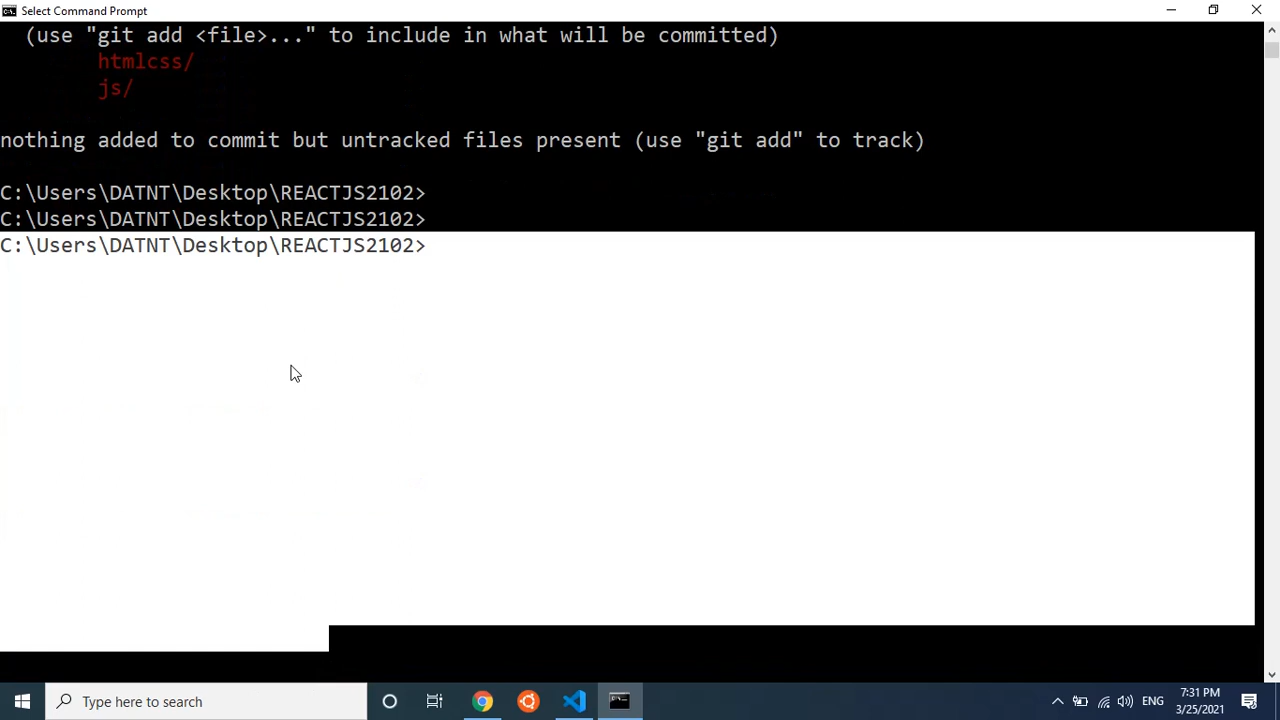 Select Command Prompt
(use "git add <file>..." to include in what will be committed)
htmlcss/
js/
nothing added to commit but untracked files present (use "git add" to track)
C:\Users\DATNT\Desktop\REACTJS2102>
C:\Users\DATNT\Desktop\REACTJS2102>
C:\Users\DATNT\Desktop\REACTJS2102>
Type here to search
ENG
7:31 PM
3/25/2021